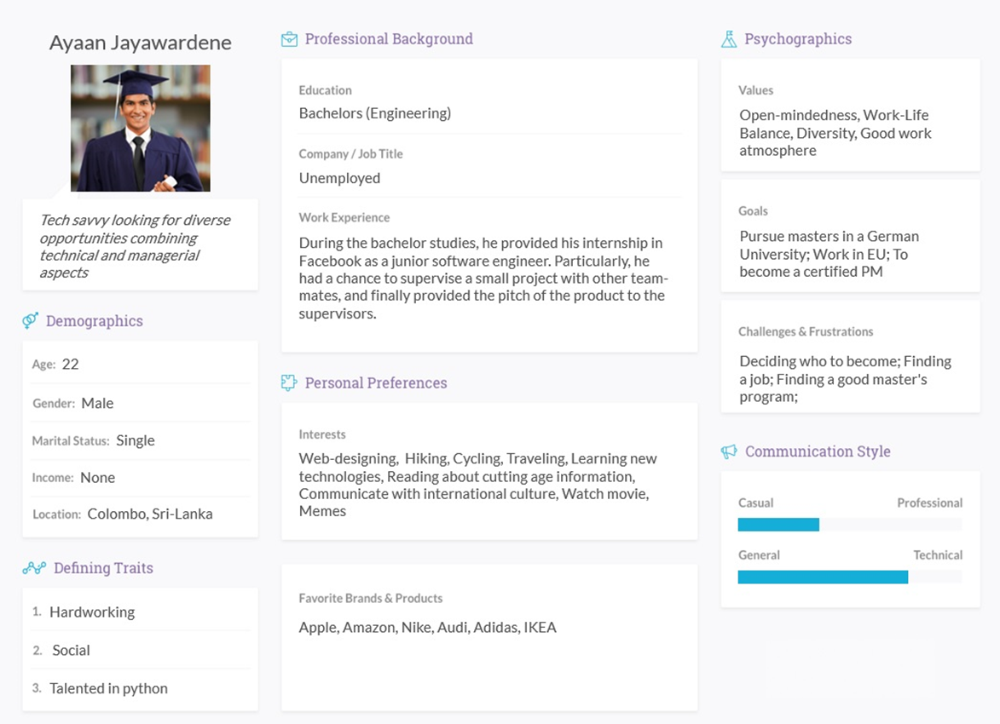 Ayaan Jayawardene
Tech savvy looking for diverse
opportunities combining
technical and managerial
aspects
Demographics
Age: 22
Gender: Male
Marital Status: Single
Income: None
Location: Colombo, Sri-Lanka
Defining Traits
1. Hardworking
2. Social
3. Talented in python
Professional Background
Education
Bachelors (Engineering)
Company / Job Title
Unemployed
Work Experience
During the bachelor studies, he provided his internship in
Facebook as a junior software engineer. Particularly, he
had a chance to supervise a small project with other team-
mates, and finally provided the pitch of the product to the
supervisors.
Personal Preferences
Interests
Web-designing, Hiking, Cycling, Traveling, Learning new
technologies, Reading about cutting age information,
Communicate with international culture, Watch movie,
Memes
Favorite Brands & Products
Apple, Amazon, Nike, Audi, Adidas, IKEA
Psychographics
Values
Open-mindedness, Work-Life
Balance, Diversity, Good work
atmosphere
Goals
Pursue masters in a German
University; Work in EU; To
become a certified PM
Challenges & Frustrations
Deciding who to become; Finding
a job; Finding a good master's
program;
Communication Style
Casual Professional
General Technical